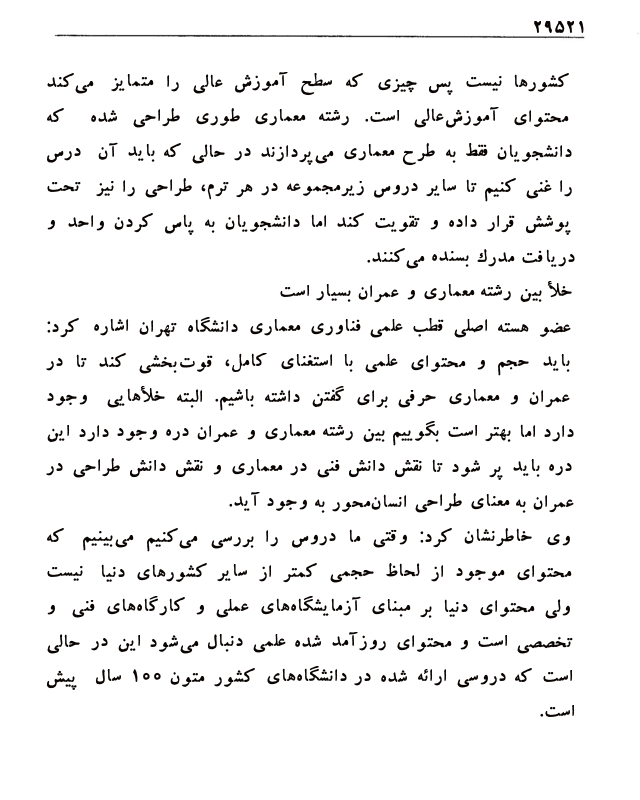 ۲۹۵۲۱
کشورها نیست پس چیزی که سطح آموزش عالی را متمایز می‌کند
محتوای آموزش‌عالی است. رشته معماری طوری طراحی شده که
دانشجویان فقط به طرح معماری می‌پردازند در حالی که باید آن درس
را غنی کنیم تا سایر دروس زیرمجموعه در هر ترم، طراحی را نیز تحت
پوشش قرار داده و تقویت کند اما دانشجویان به پاس کردن واحد و
دریافت مدرك بسنده می‌کنند.
خلأ بین رشته معماری و عمران بسیار است
عضو هسته اصلی قطب علمی فناوری معماری دانشگاه تهران اشاره کرد:
باید حجم و محتوای علمی با استغنای کامل، قوت‌بخشی کند تا در
عمران و معماری حرفی برای گفتن داشته باشیم. البته خلأهایی وجود
دارد اما بهتر است بگوییم بین رشته معماری و عمران دره وجود دارد این
دره باید پر شود تا نقش دانش فنی در معماری و نقش دانش طراحی در
عمران به معنای طراحی انسان‌محور به وجود آید.
وی خاطرنشان کرد: وقتی ما دروس را بررسی می‌کنیم می‌بینیم که
محتوای موجود از لحاظ حجمی کمتر از سایر کشورهای دنیا نیست
ولی محتوای دنیا بر مبنای آزمایشگاه‌های عملی و کارگاه‌های فنی و
تخصصی است و محتوای روزآمد شده علمی دنبال می‌شود این در حالی
است که دروسی ارائه شده در دانشگاه‌های کشور متون ۱۰۰ سال پیش
است.